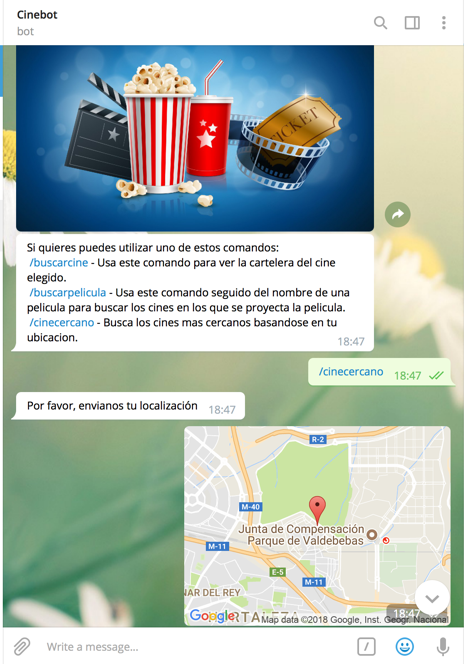 Cinebot
bot
TICKET
Si quieres puedes utilizar uno de estos comandos:
/buscarcine - Usa este comando para ver la cartelera del cine
elegido.
/buscarpelicula - Usa este comando seguido del nombre de una
pelicula para buscar los cines en los que se proyecta la pelicula.
/cinecercano - Busca los cines mas cercanos basandose en tu
ubicacion.
18:47
/cinecercano 18:47
Por favor, envianos tu localización 18:47
R-2
M-40
Junta de Compensación
Parque de Valdebebas
M-11
E-5
M-11
NAR DEL REY
18:47
Google
Map data ©2018 Google, Inst. Geogr. Nacional
Write a message...